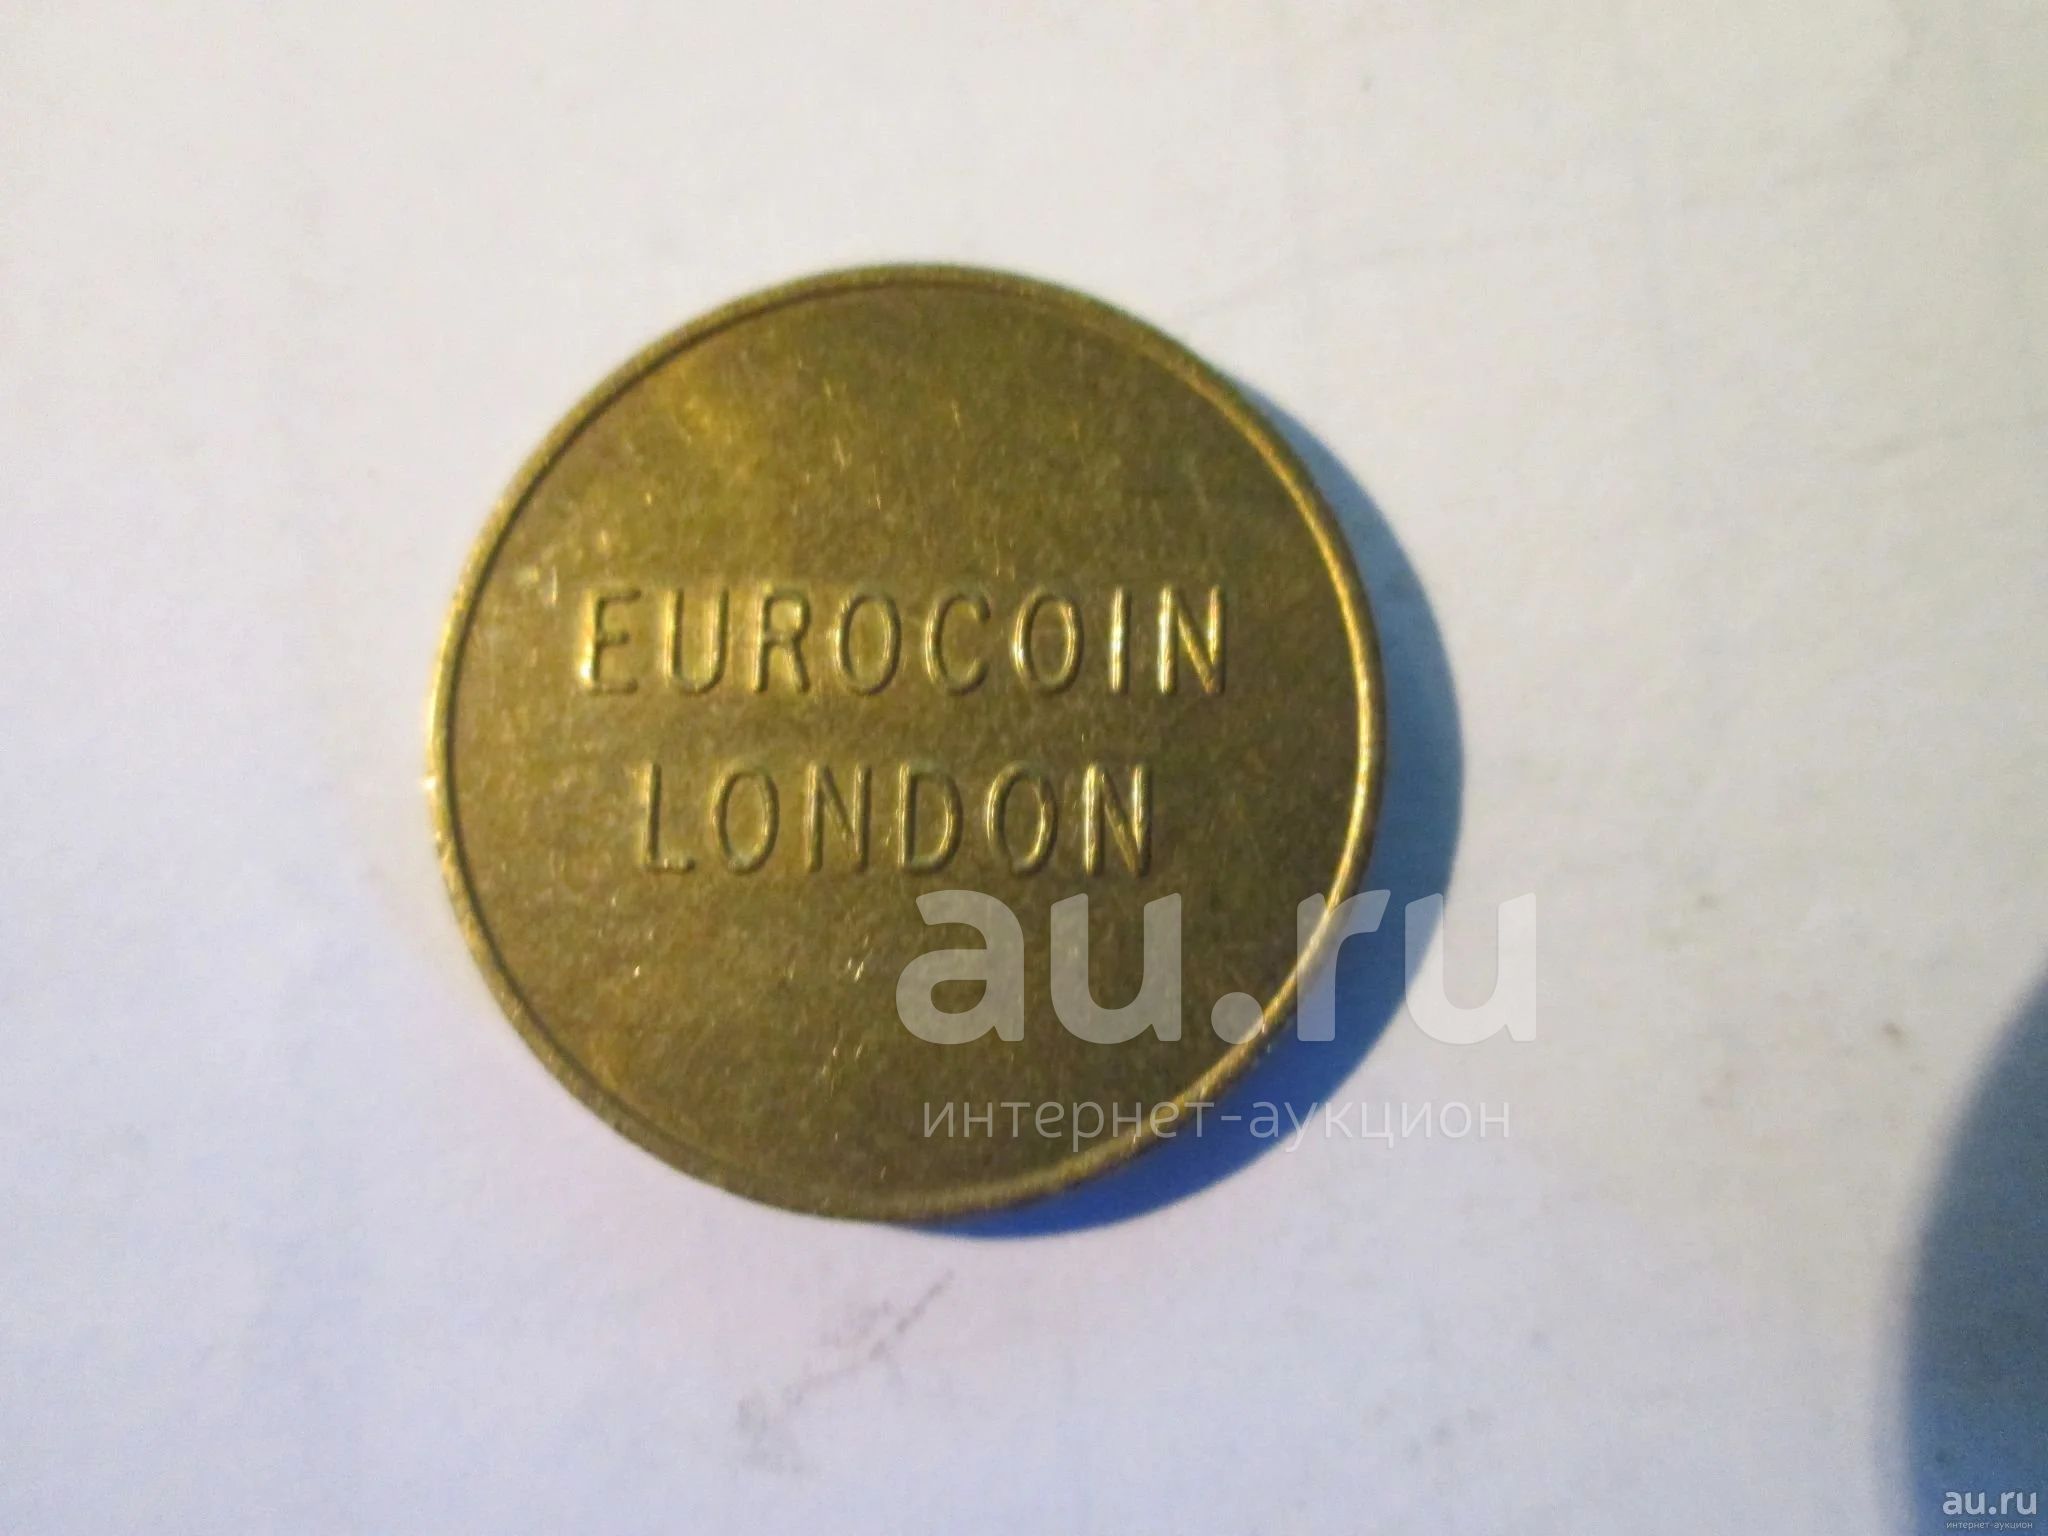 EUROCOIN
LONDON
au.ru
интернет-аукцион
au.ru
интернет-аукцион